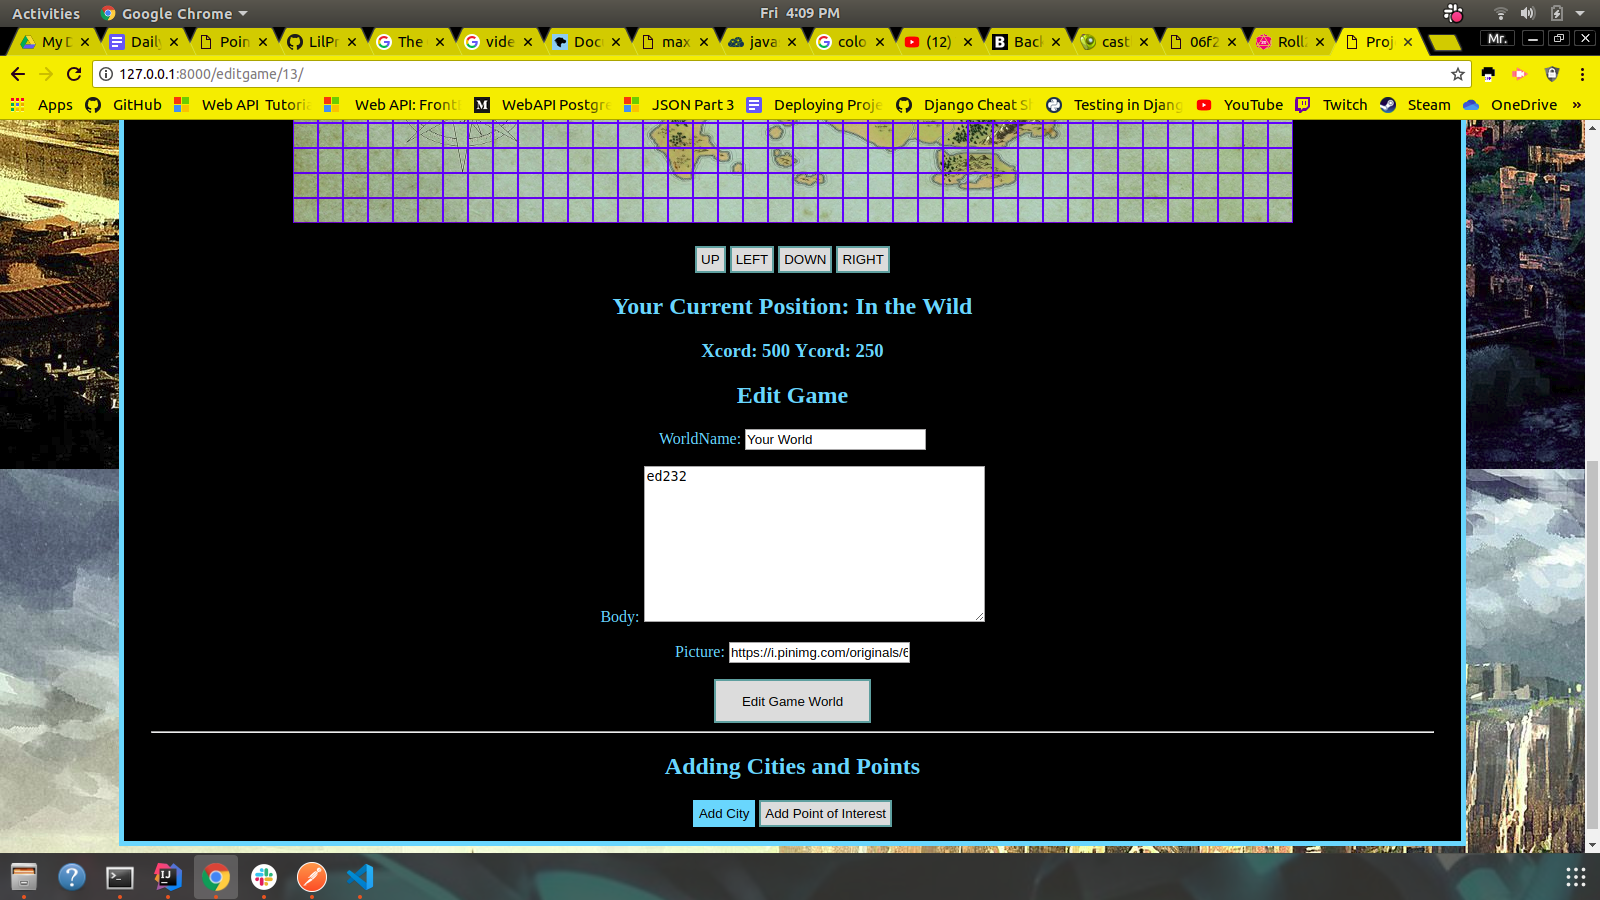 Activities Google Chrome Fri 4:09 PM
My D Daily Poin LilPr The vide Doc max javas colo (12) Back cast 06f2 Roll Proj Mr.
127.0.0.1:8000/editgame/13/
Apps GitHub Web API Tutoria Web API: Front WebAPI Postgre JSON Part 3 Deploying Proje Django Cheat Sh Testing in Djang YouTube Twitch Steam OneDrive »
UP LEFT DOWN RIGHT
Your Current Position: In the Wild
Xcord: 500 Ycord: 250
Edit Game
WorldName: Your World
ed232
Body:
Picture: https://i.pinimg.com/originals/6
Edit Game World
Adding Cities and Points
Add City Add Point of Interest